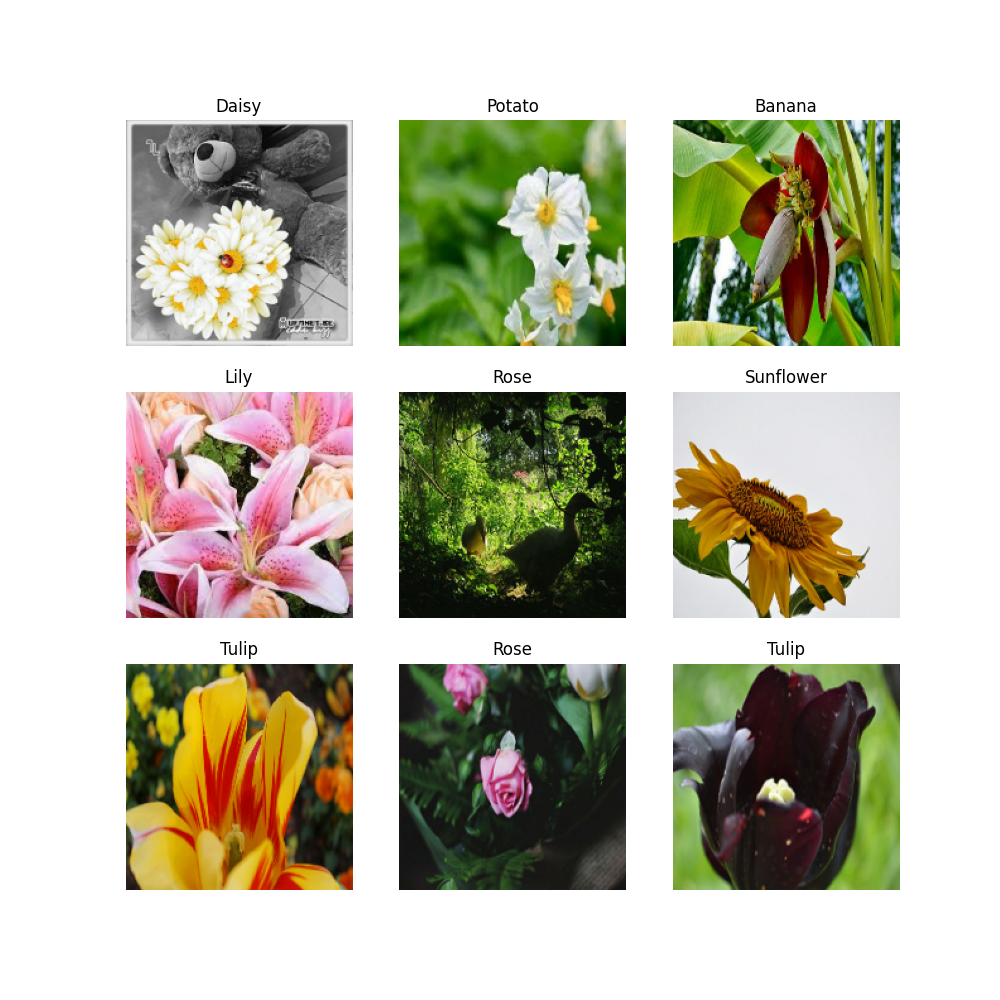 Daisy
Potato
Banana
Lily
Rose
Sunflower
Tulip
Rose
Tulip